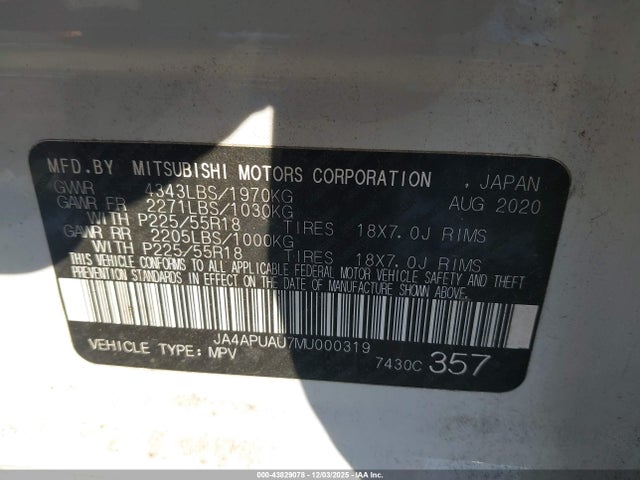 MFD.BY MITSUBISHI MOTORS CORPORATION , JAPAN
GVWR 4343LBS/1970KG AUG 2020
GAWR FR 2271LBS/1030KG
WITH P225/55R18 TIRES 18X7.0J RIMS
GAWR RR 2205LBS/1000KG
WITH P225/55R18 TIRES 18X7.0J RIMS
THIS VEHICLE CONFORMS TO ALL APPLICABLE FEDERAL MOTOR VEHICLE SAFETY AND THEFT
PREVENTION STANDARDS IN EFFECT ON THE DATE OF MANUFACTURE SHOWN ABOVE.
JA4APUAU7MU000319
VEHICLE TYPE: MPV 7430C 357
000-43829078 - 12/03/2025 - IAA Inc.